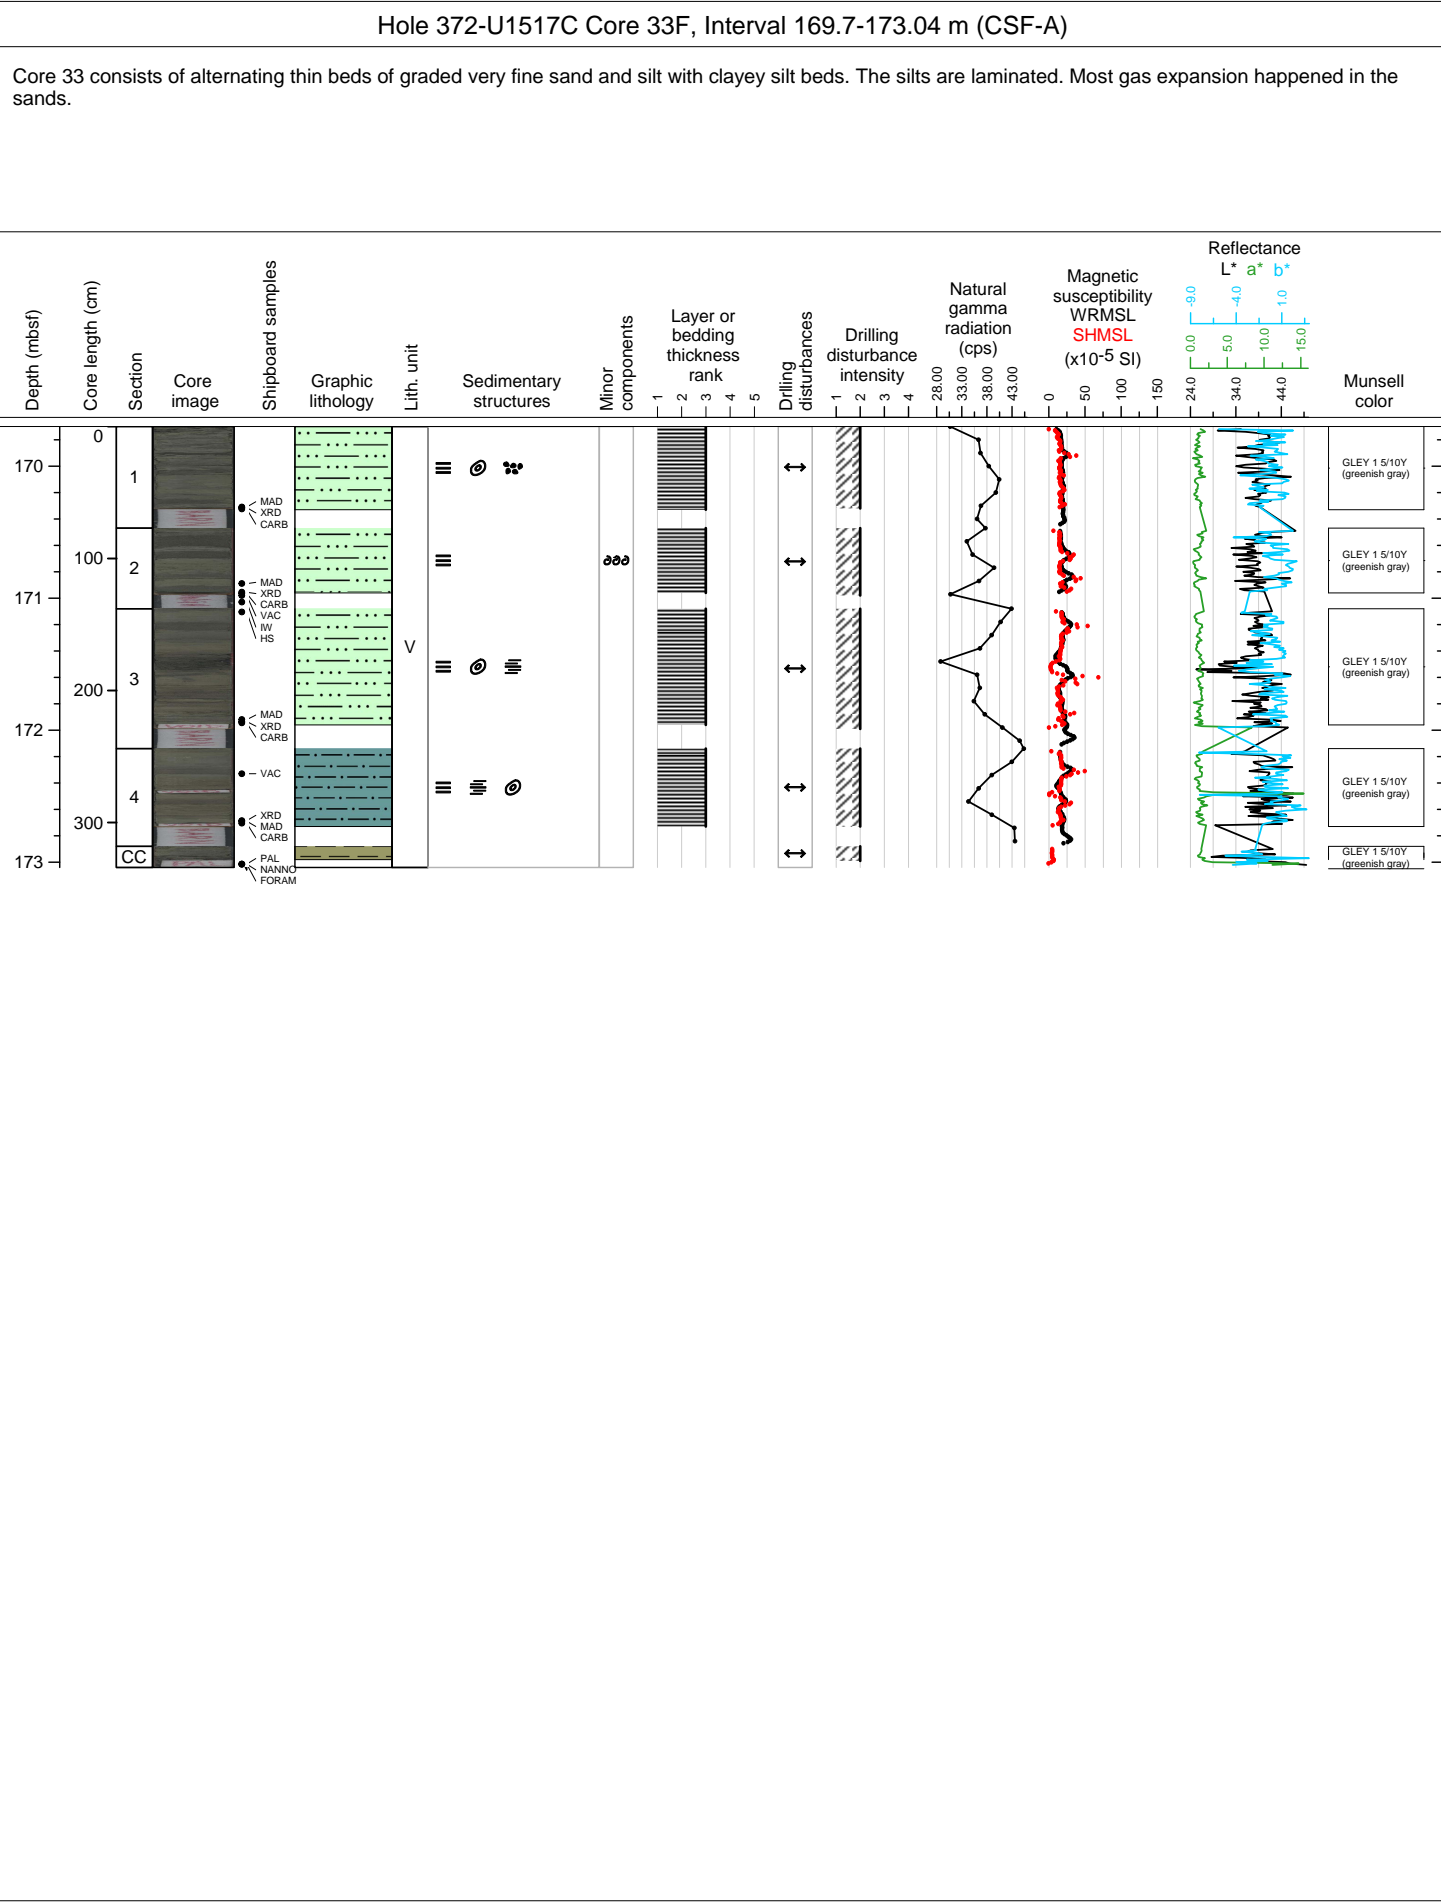 Hole 372-U1517C Core 33F, Interval 169.7-173.04 m (CSF-A)
Core 33 consists of alternating thin beds of graded very fine sand and silt with clayey silt beds. The silts are laminated. Most gas expansion happened in the
sands.
Depth (mbsf)
Core length (cm)
Section
Core
image
Shipboard samples
Graphic
lithology
Lith. unit
Sedimentary
structures
Minor
components
Layer or
bedding
thickness
rank
1 2 3 4 5
Drlling
disturbances
Drilling
disturbance
intensity
1 2 3 4
Natural
gamma
radiation
(cps)
28.00 33.00 38.00 43.00
Magnetic
susceptibility
WRMSL
SHMSL
(x10-5 SI)
0 50 100 150
Reflectance
L* a* b*
-9.0 -4.0 1.0
0.0 5.0 10.0 15.0
24.0 34.0 44.0
Munsell
color
170
171
172
173
0
100
200
300
1
2
3
4
CC
MAD
XRD
CARB
MAD
XRD
CARB
VAC
IW
HS
MAD
XRD
CARB
VAC
XRD
MAD
CARB
PAL
NANNO
FORAM
V
GLEY 1 5/10Y
(greenish gray)
GLEY 1 5/10Y
(greenish gray)
GLEY 1 5/10Y
(greenish gray)
GLEY 1 5/10Y
(greenish gray)
GLEY 1 5/10Y
(greenish gray)